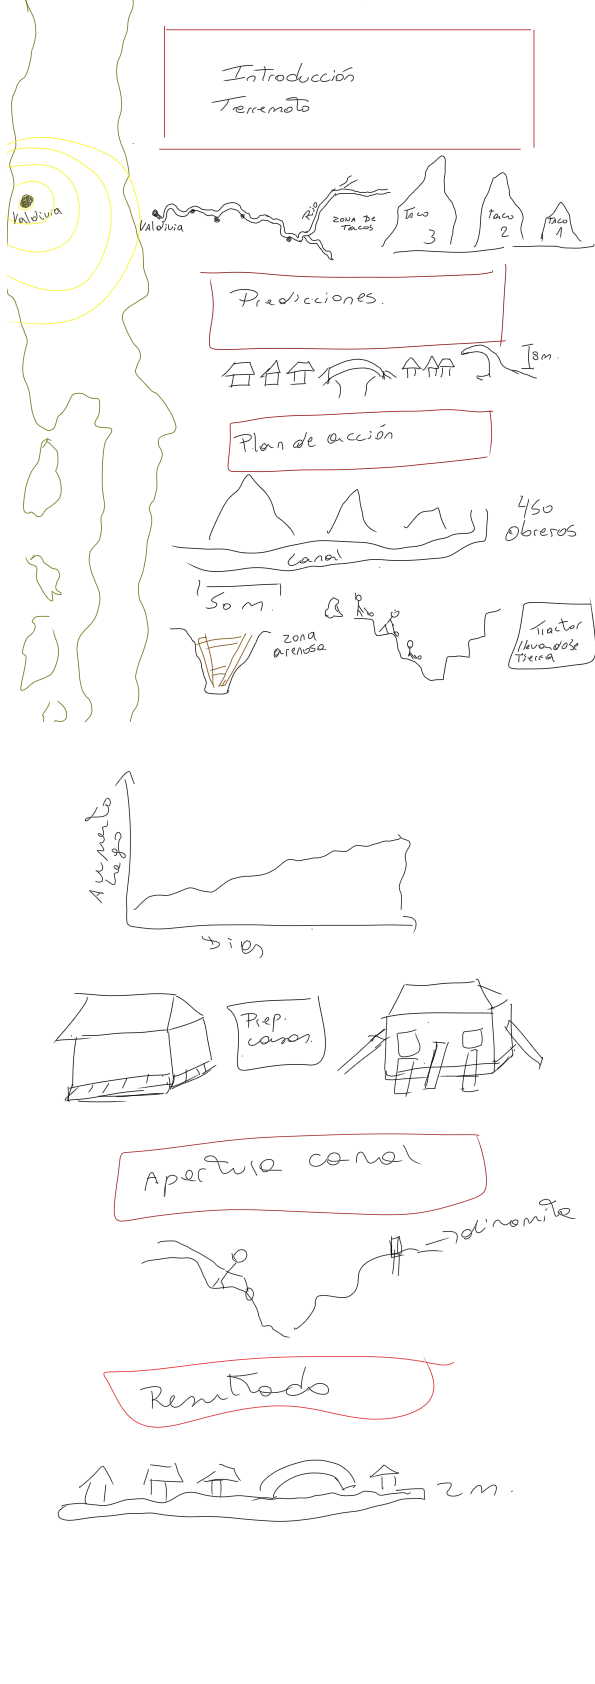 Introducción
Terremoto
Valdivia
Valdivia
Río
Zona de
Tacos
Taco
3
Taco
2
Taco
1
Predicciones.
8m.
Plan de acción
Canal
450
Obreros
50 m.
zona
arenosa
Tractor
llevandose
Tierra
Aumento
Lago
Dias
Prep.
casas.
Apertura canal
dinamita
Resultado
2 m.